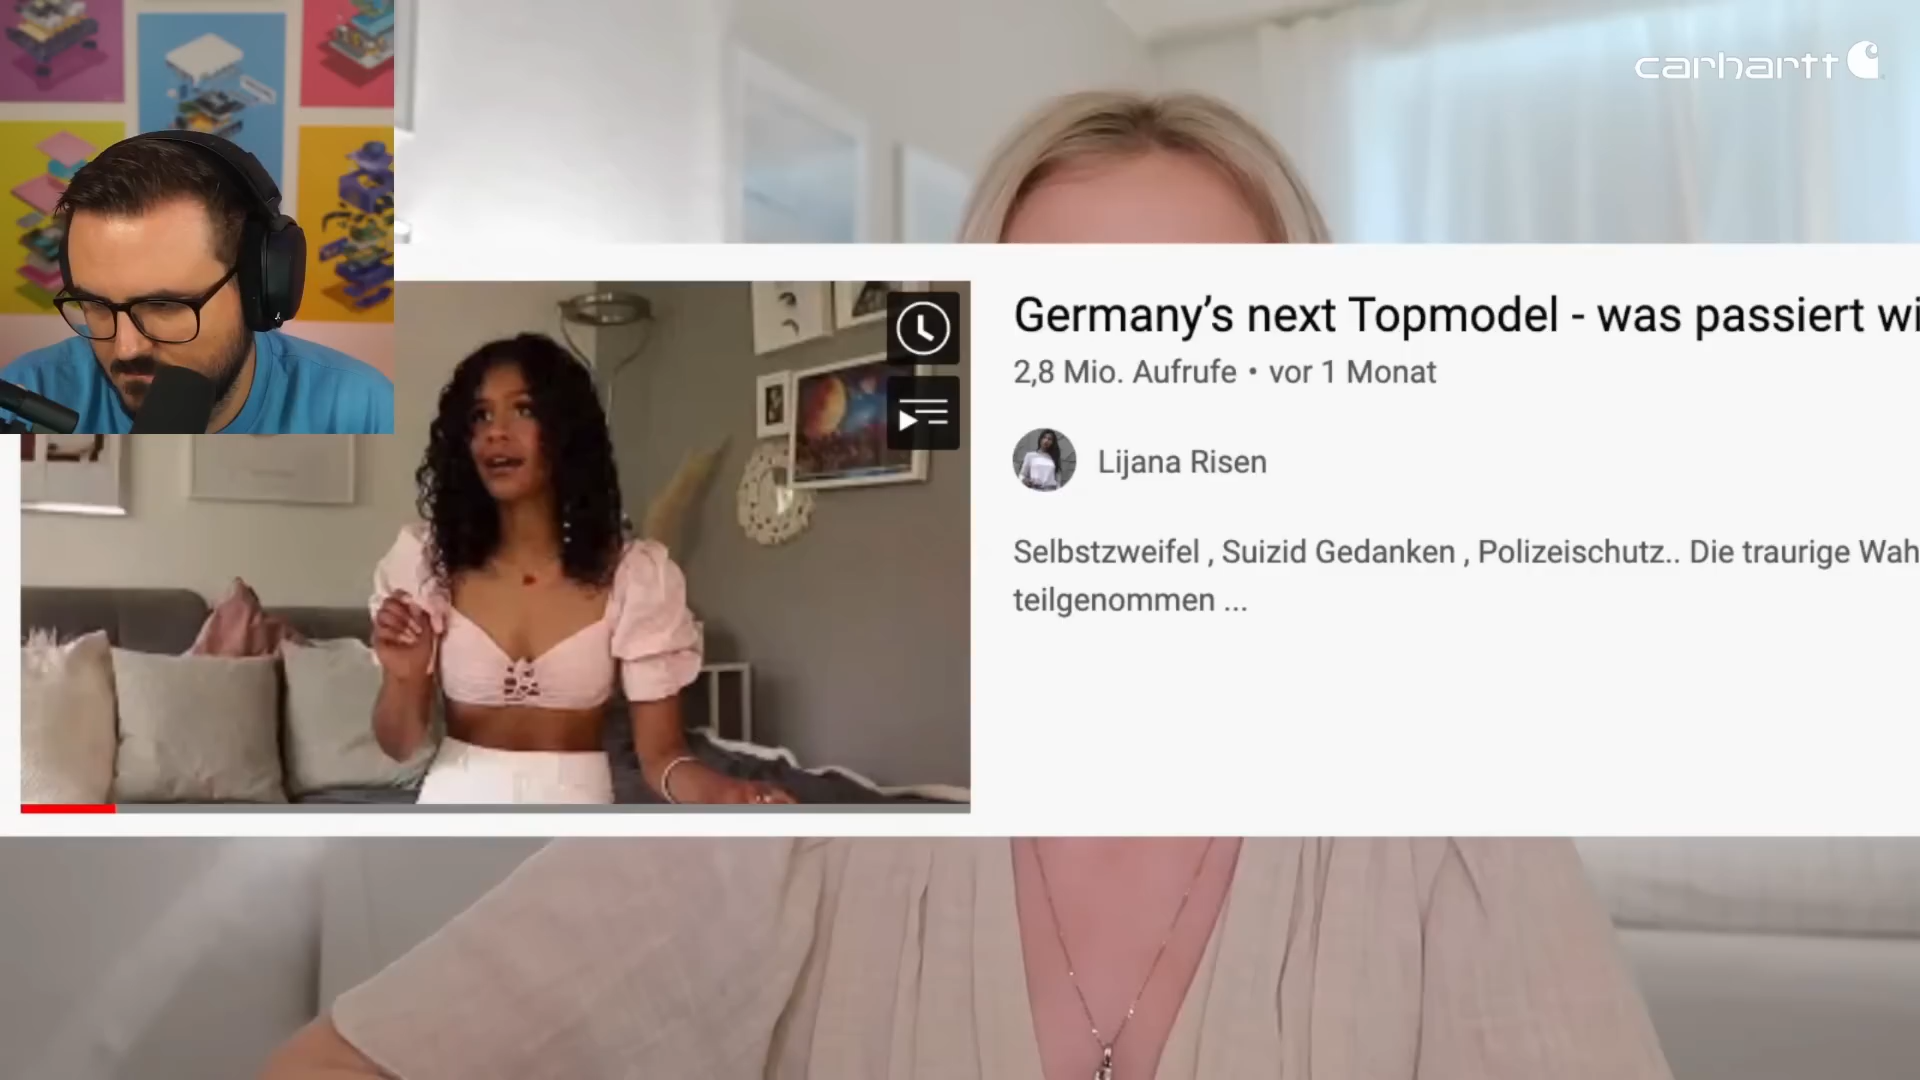 carhartt
Germany’s next Topmodel - was passiert wi
2,8 Mio. Aufrufe • vor 1 Monat
Lijana Risen
Selbstzweifel , Suizid Gedanken , Polizeischutz.. Die traurige Wah
teilgenommen ...